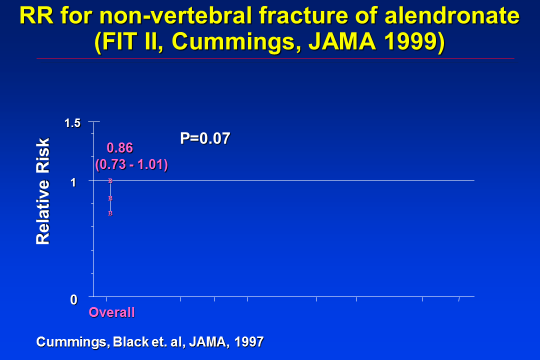 RR for non-vertebral fracture of alendronate
(FIT II, Cummings, JAMA 1999)
1.5
P=0.07
0.86
(0.73 - 1.01)
Relative Risk
1
0
Overall
Cummings, Black et. al, JAMA, 1997